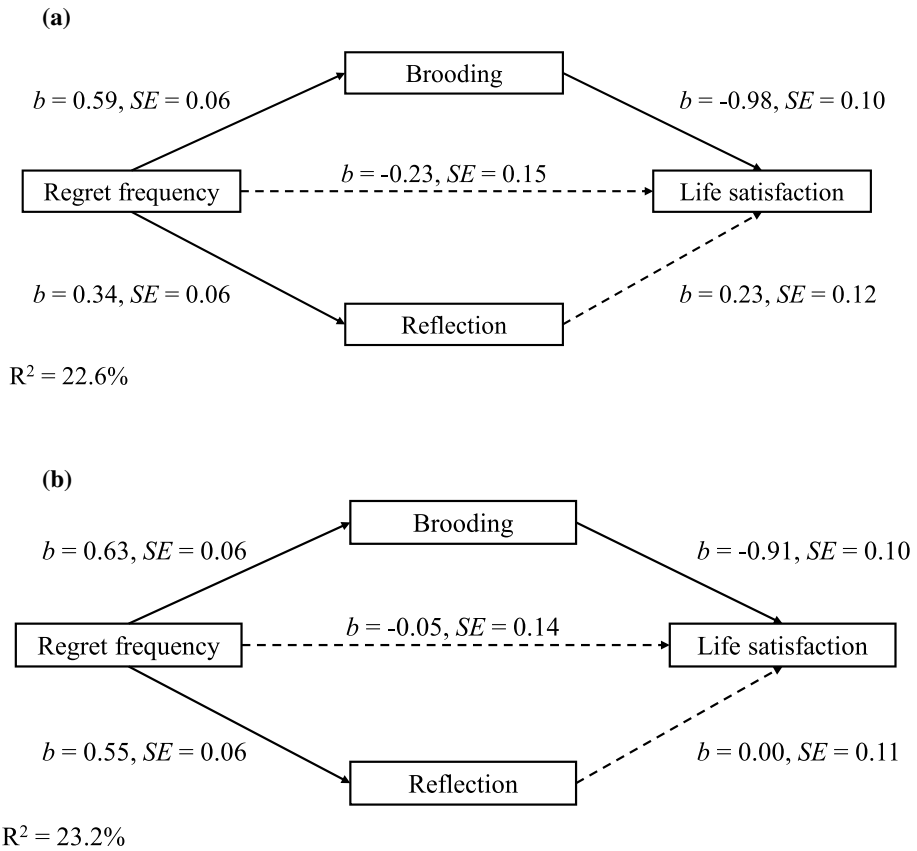 (a)
Brooding
b = 0.59, SE = 0.06
b = -0.98, SE = 0.10
b = -0.23, SE = 0.15
Regret frequency
Life satisfaction
b = 0.34, SE = 0.06
b = 0.23, SE = 0.12
Reflection
R² = 22.6%
(b)
Brooding
b = 0.63, SE = 0.06
b = -0.91, SE = 0.10
b = -0.05, SE = 0.14
Regret frequency
Life satisfaction
b = 0.55, SE = 0.06
b = 0.00, SE = 0.11
Reflection
R² = 23.2%